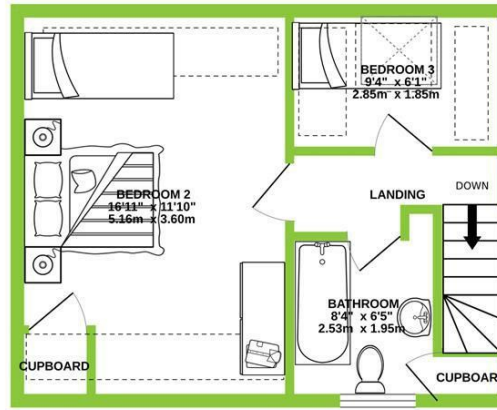 BEDROOM 3
9'4" x 6'1"
2.85m x 1.85m
BEDROOM 2
16'11" x 11'10"
5.16m x 3.60m
LANDING
DOWN
BATHROOM
8'4" x 6'5"
2.53m x 1.95m
CUPBOARD
CUPBOAR